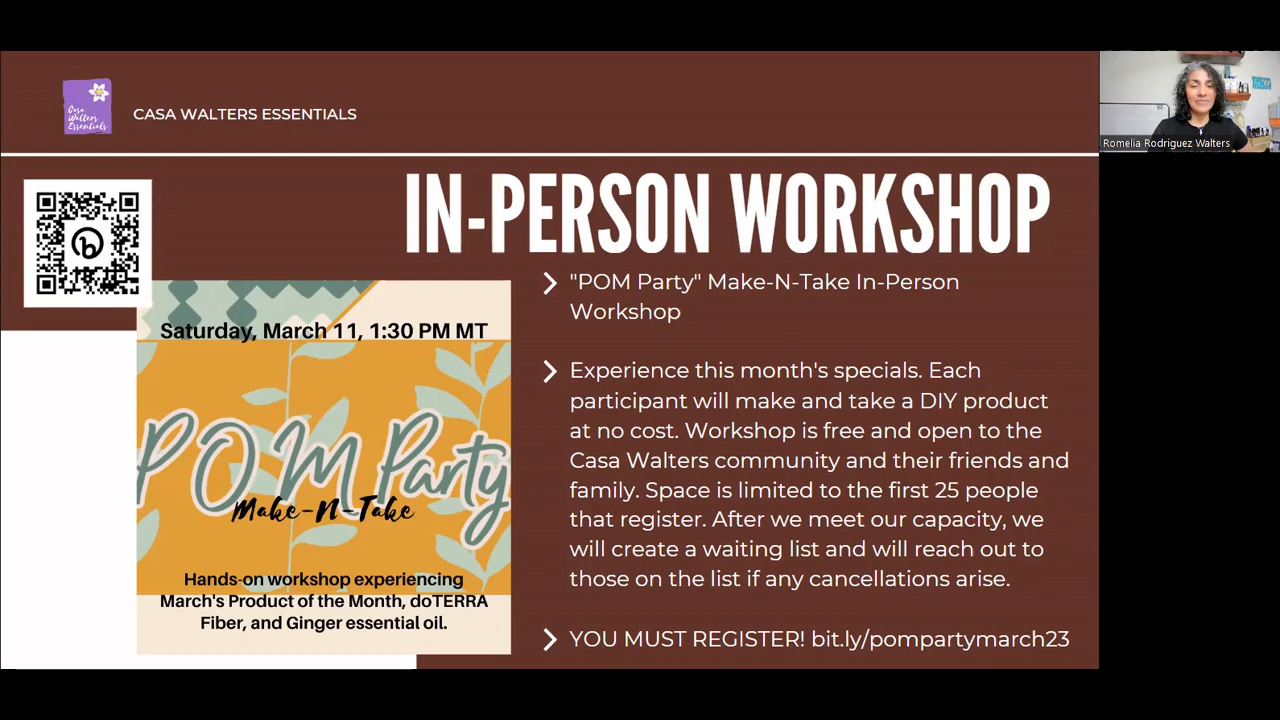 Casa
Walters
Essentials
CASA WALTERS ESSENTIALS
Romelia Rodríguez Walters
IN-PERSON WORKSHOP
b
Saturday, March 11, 1:30 PM MT
POM Party
Make-N-Take
Hands-on workshop experiencing
March's Product of the Month, doTERRA
Fiber, and Ginger essential oil.
"POM Party" Make-N-Take In-Person
Workshop
Experience this month's specials. Each
participant will make and take a DIY product
at no cost. Workshop is free and open to the
Casa Walters community and their friends and
family. Space is limited to the first 25 people
that register. After we meet our capacity, we
will create a waiting list and will reach out to
those on the list if any cancellations arise.
YOU MUST REGISTER! bit.ly/pompartymarch23